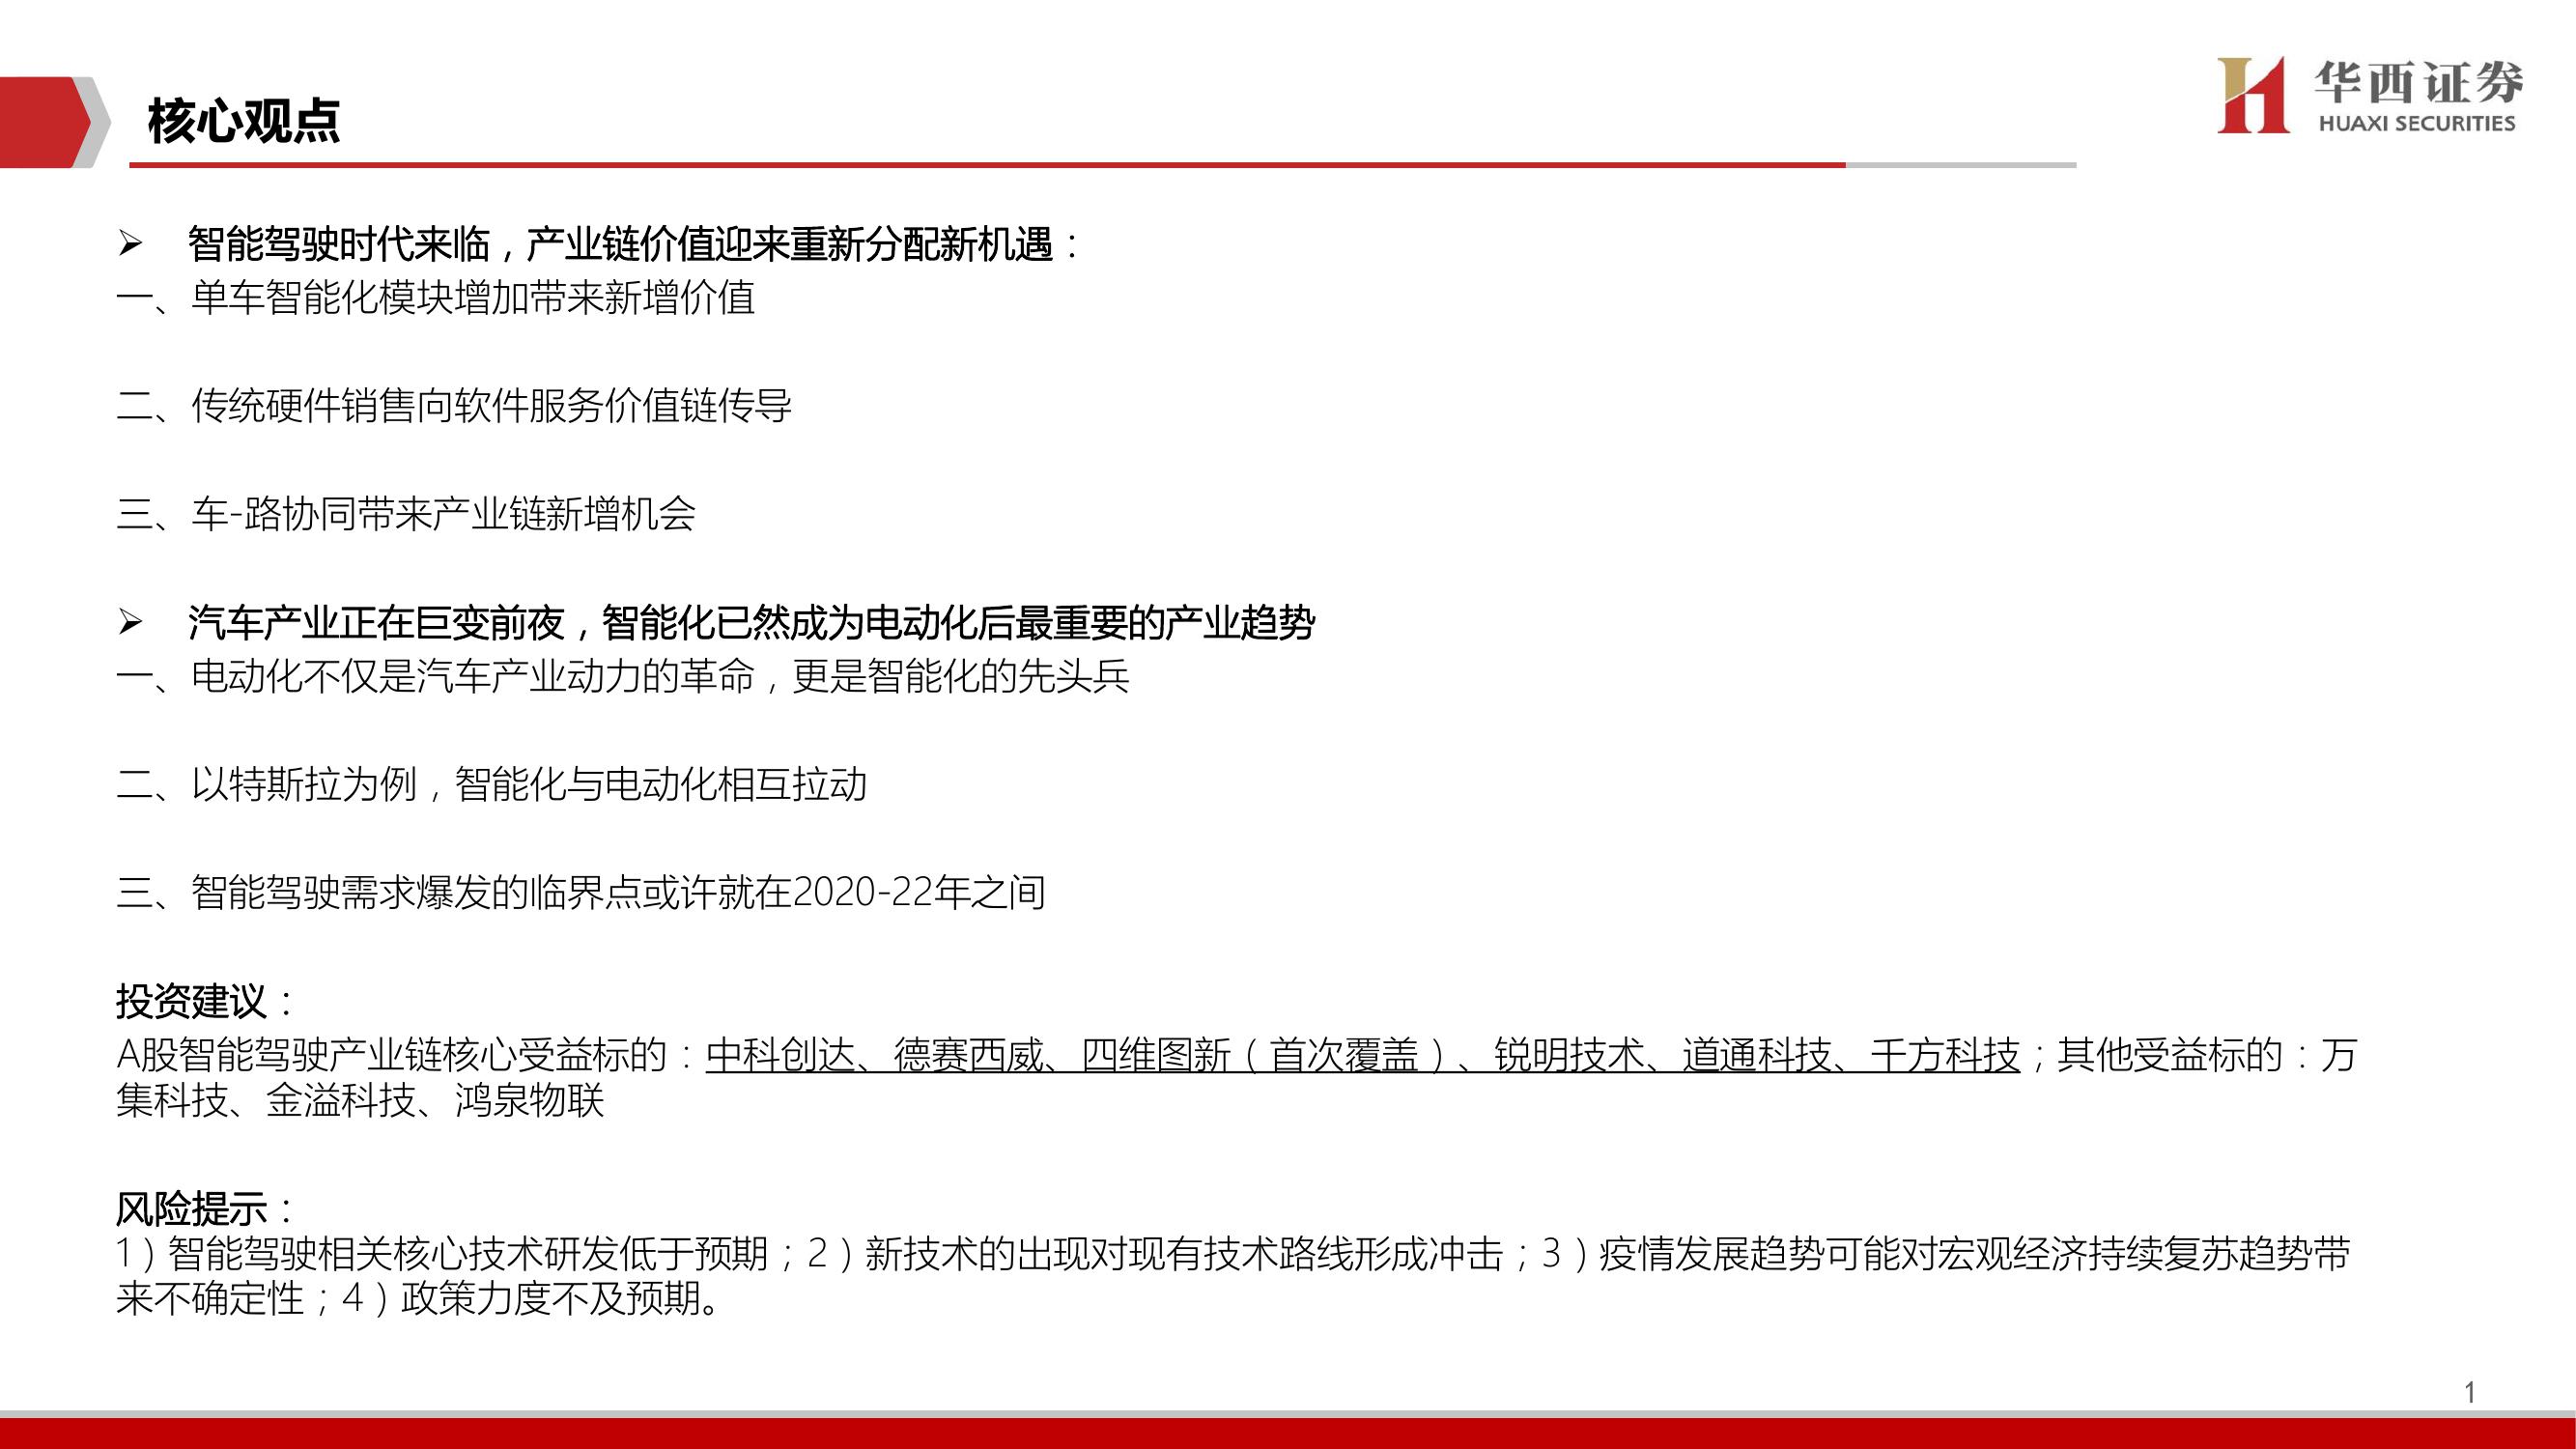 核心观点
华西证券
HUAXI SECURITIES
➢ 智能驾驶时代来临，产业链价值迎来重新分配新机遇：
一、单车智能化模块增加带来新增价值
二、传统硬件销售向软件服务价值链传导
三、车-路协同带来产业链新增机会
➢ 汽车产业正在巨变前夜，智能化已然成为电动化后最重要的产业趋势
一、电动化不仅是汽车产业动力的革命，更是智能化的先头兵
二、以特斯拉为例，智能化与电动化相互拉动
三、智能驾驶需求爆发的临界点或许就在2020-22年之间
投资建议：
A股智能驾驶产业链核心受益标的：中科创达、德赛西威、四维图新（首次覆盖）、锐明技术、道通科技、千方科技；其他受益标的：万
集科技、金溢科技、鸿泉物联
风险提示：
1）智能驾驶相关核心技术研发低于预期；2）新技术的出现对现有技术路线形成冲击；3）疫情发展趋势可能对宏观经济持续复苏趋势带
来不确定性；4）政策力度不及预期。
1